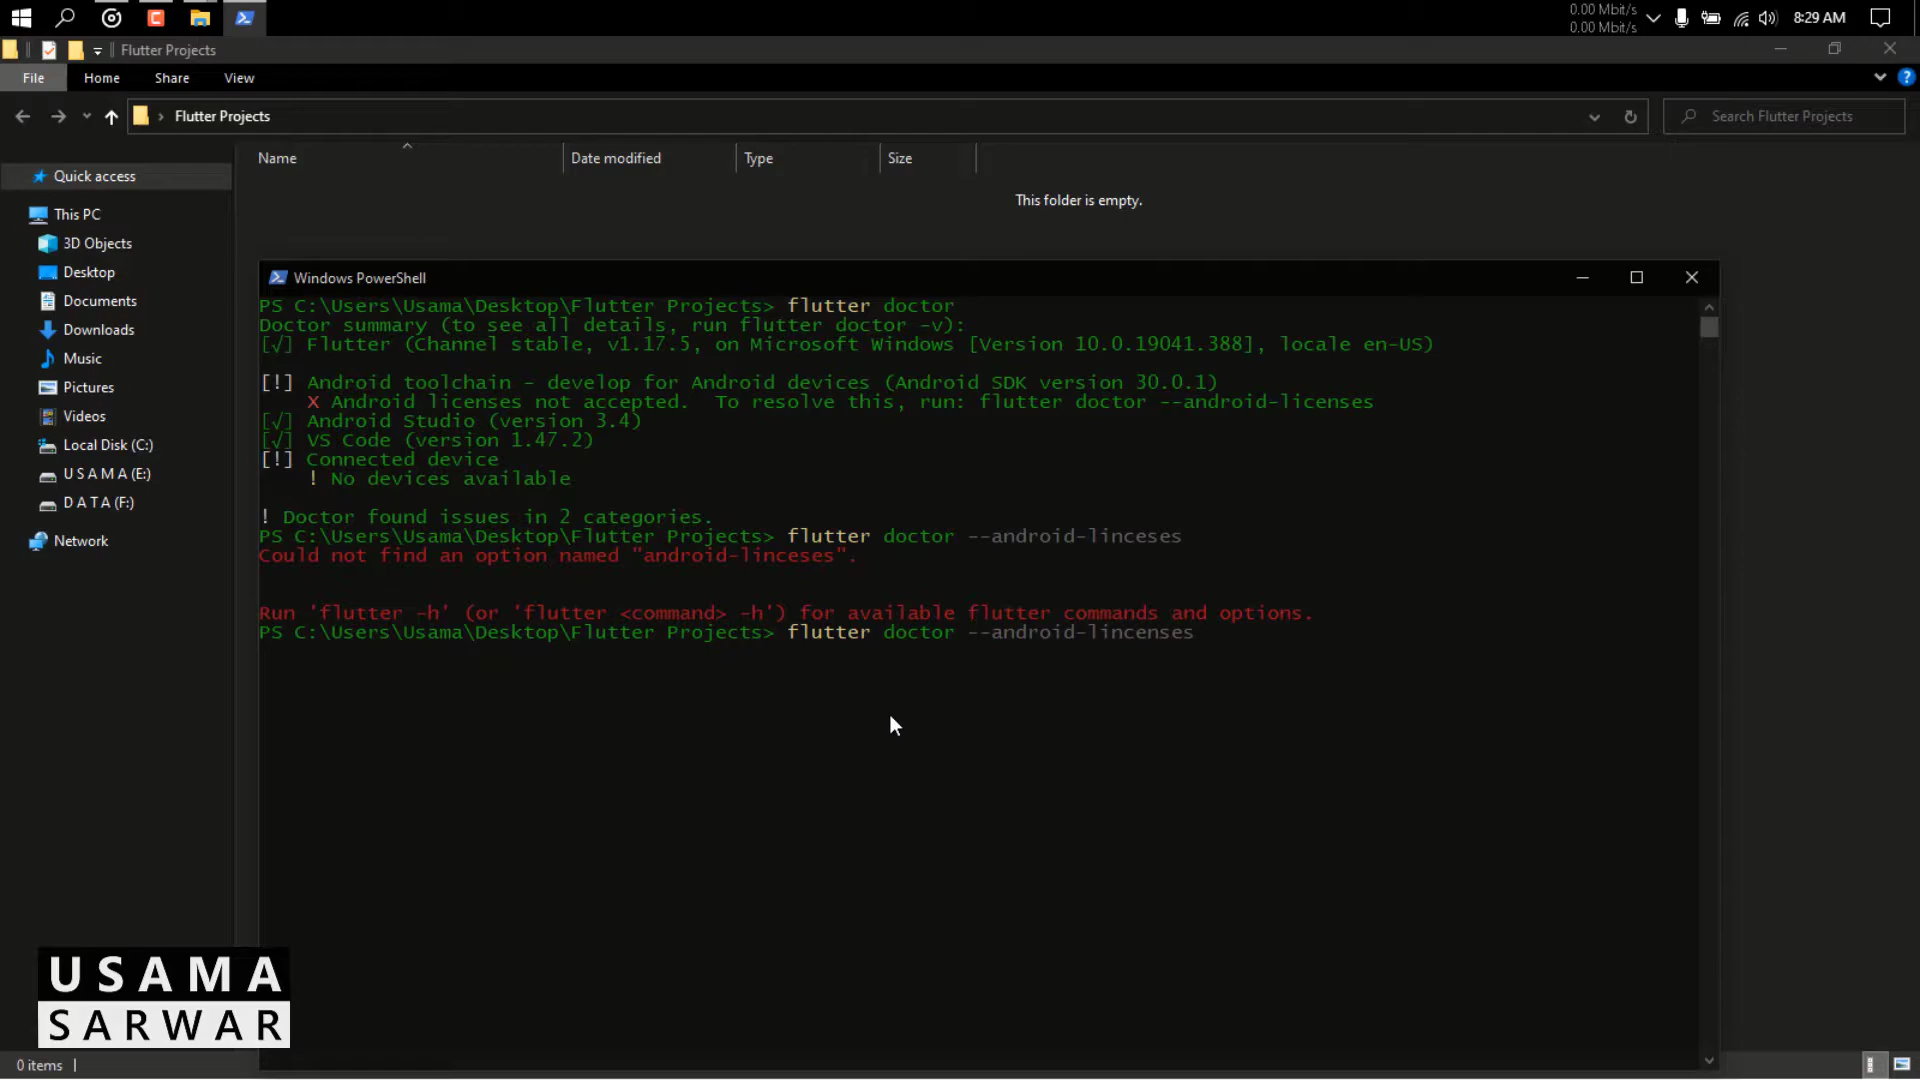 0.00 Mbit/s
0.00 Mbit/s
8:29 AM
Flutter Projects
File Home Share View
Flutter Projects
Search Flutter Projects
Name Date modified Type Size
Quick access
This folder is empty.
This PC
3D Objects
Desktop
Documents
Downloads
Music
Pictures
Videos
Local Disk (C:)
U S A M A (E:)
D A T A (F:)
Network
Windows PowerShell
PS C:\Users\Usama\Desktop\Flutter Projects> flutter doctor
Doctor summary (to see all details, run flutter doctor -v):
[√] Flutter (Channel stable, v1.17.5, on Microsoft Windows [Version 10.0.19041.388], locale en-US)
[!] Android toolchain - develop for Android devices (Android SDK version 30.0.1)
X Android licenses not accepted.  To resolve this, run: flutter doctor --android-licenses
[√] Android Studio (version 3.4)
[√] VS Code (version 1.47.2)
[!] Connected device
! No devices available
! Doctor found issues in 2 categories.
PS C:\Users\Usama\Desktop\Flutter Projects> flutter doctor --android-linceses
Could not find an option named "android-linceses".
Run 'flutter -h' (or 'flutter <command> -h') for available flutter commands and options.
PS C:\Users\Usama\Desktop\Flutter Projects> flutter doctor --android-lincenses
USAMA
SARWAR
0 items